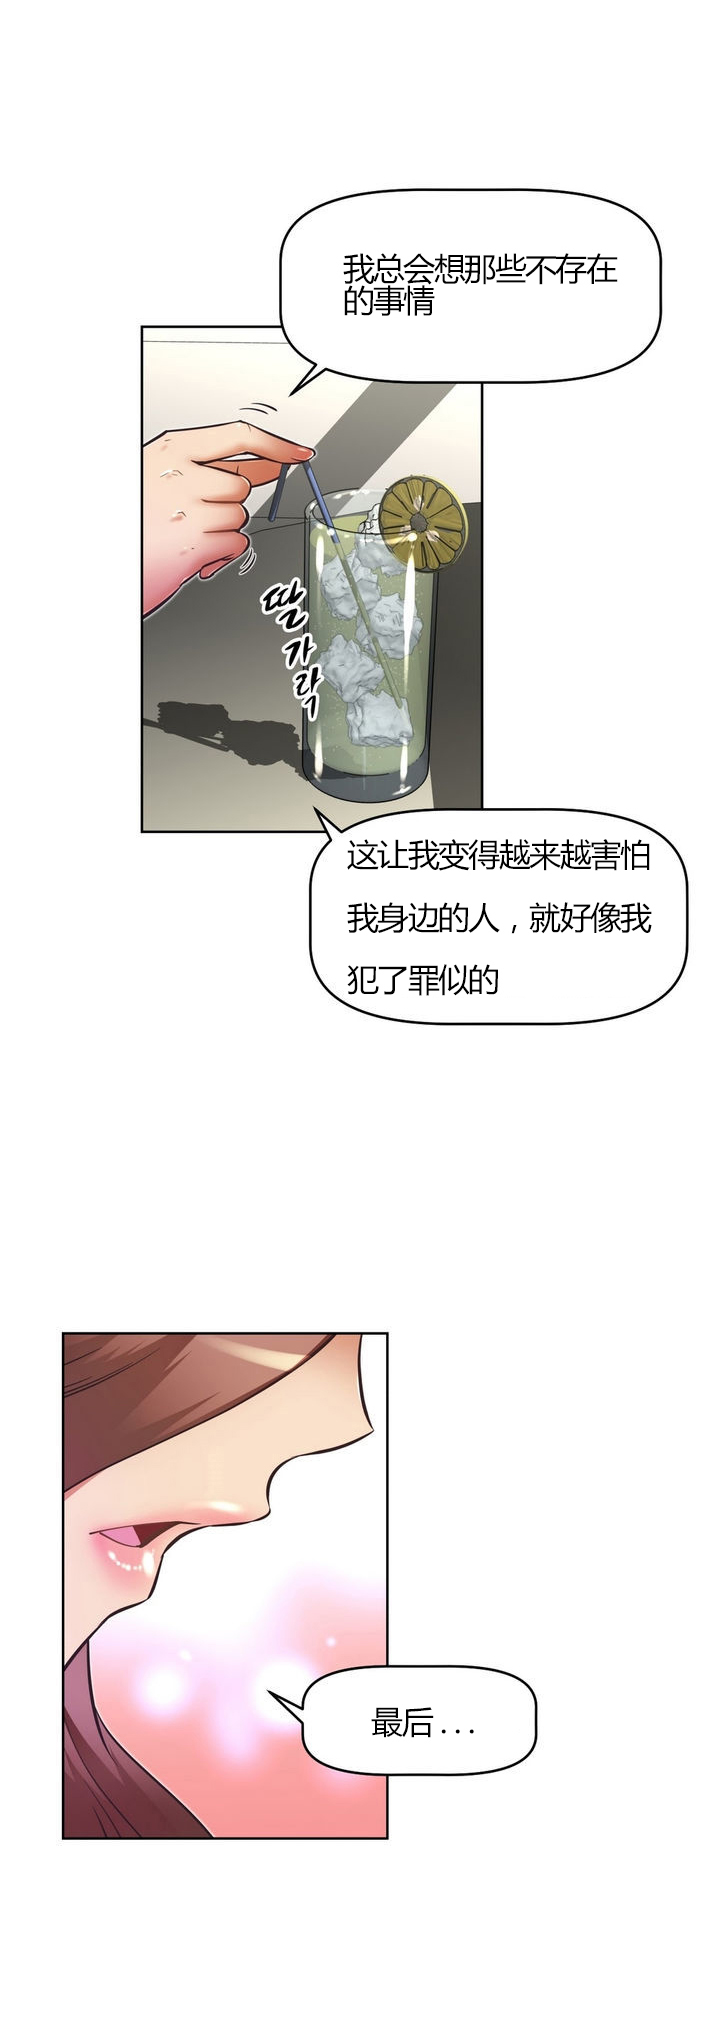 我总会想那些不存在
的事情
딸가락
这让我变得越来越害怕
我身边的人，就好像我
犯了罪似的
最后...